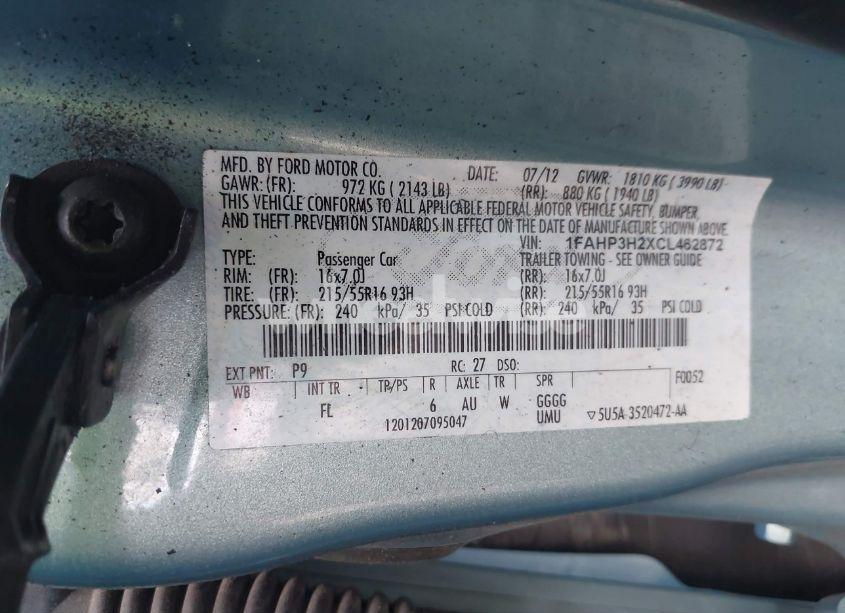 MFD. BY FORD MOTOR CO. DATE: 07/12 GVWR: 1810 KG ( 3990 LB)
GAWR: (FR): 972 KG ( 2143 LB) (RR): 880 KG ( 1940 LB)
THIS VEHICLE CONFORMS TO ALL APPLICABLE FEDERAL MOTOR VEHICLE SAFETY, BUMPER,
AND THEFT PREVENTION STANDARDS IN EFFECT ON THE DATE OF MANUFACTURE SHOWN ABOVE.
VIN: 1FAHP3H2XCL462872
TYPE: Passenger Car TRAILER TOWING - SEE OWNER GUIDE
RIM: (FR): 16x7.0J (RR): 16x7.0J
TIRE: (FR): 215/55R16 93H (RR): 215/55R16 93H
PRESSURE: (FR): 240 kPa/ 35 PSI COLD (RR): 240 kPa/ 35 PSI COLD
EXT PNT: P9 RC: 27 DSO:
WB INT TR TP/PS R AXLE TR SPR F0052
FL 6 AU W GGGG
1201207095047 UMU ▽5U5A-3520472-AA